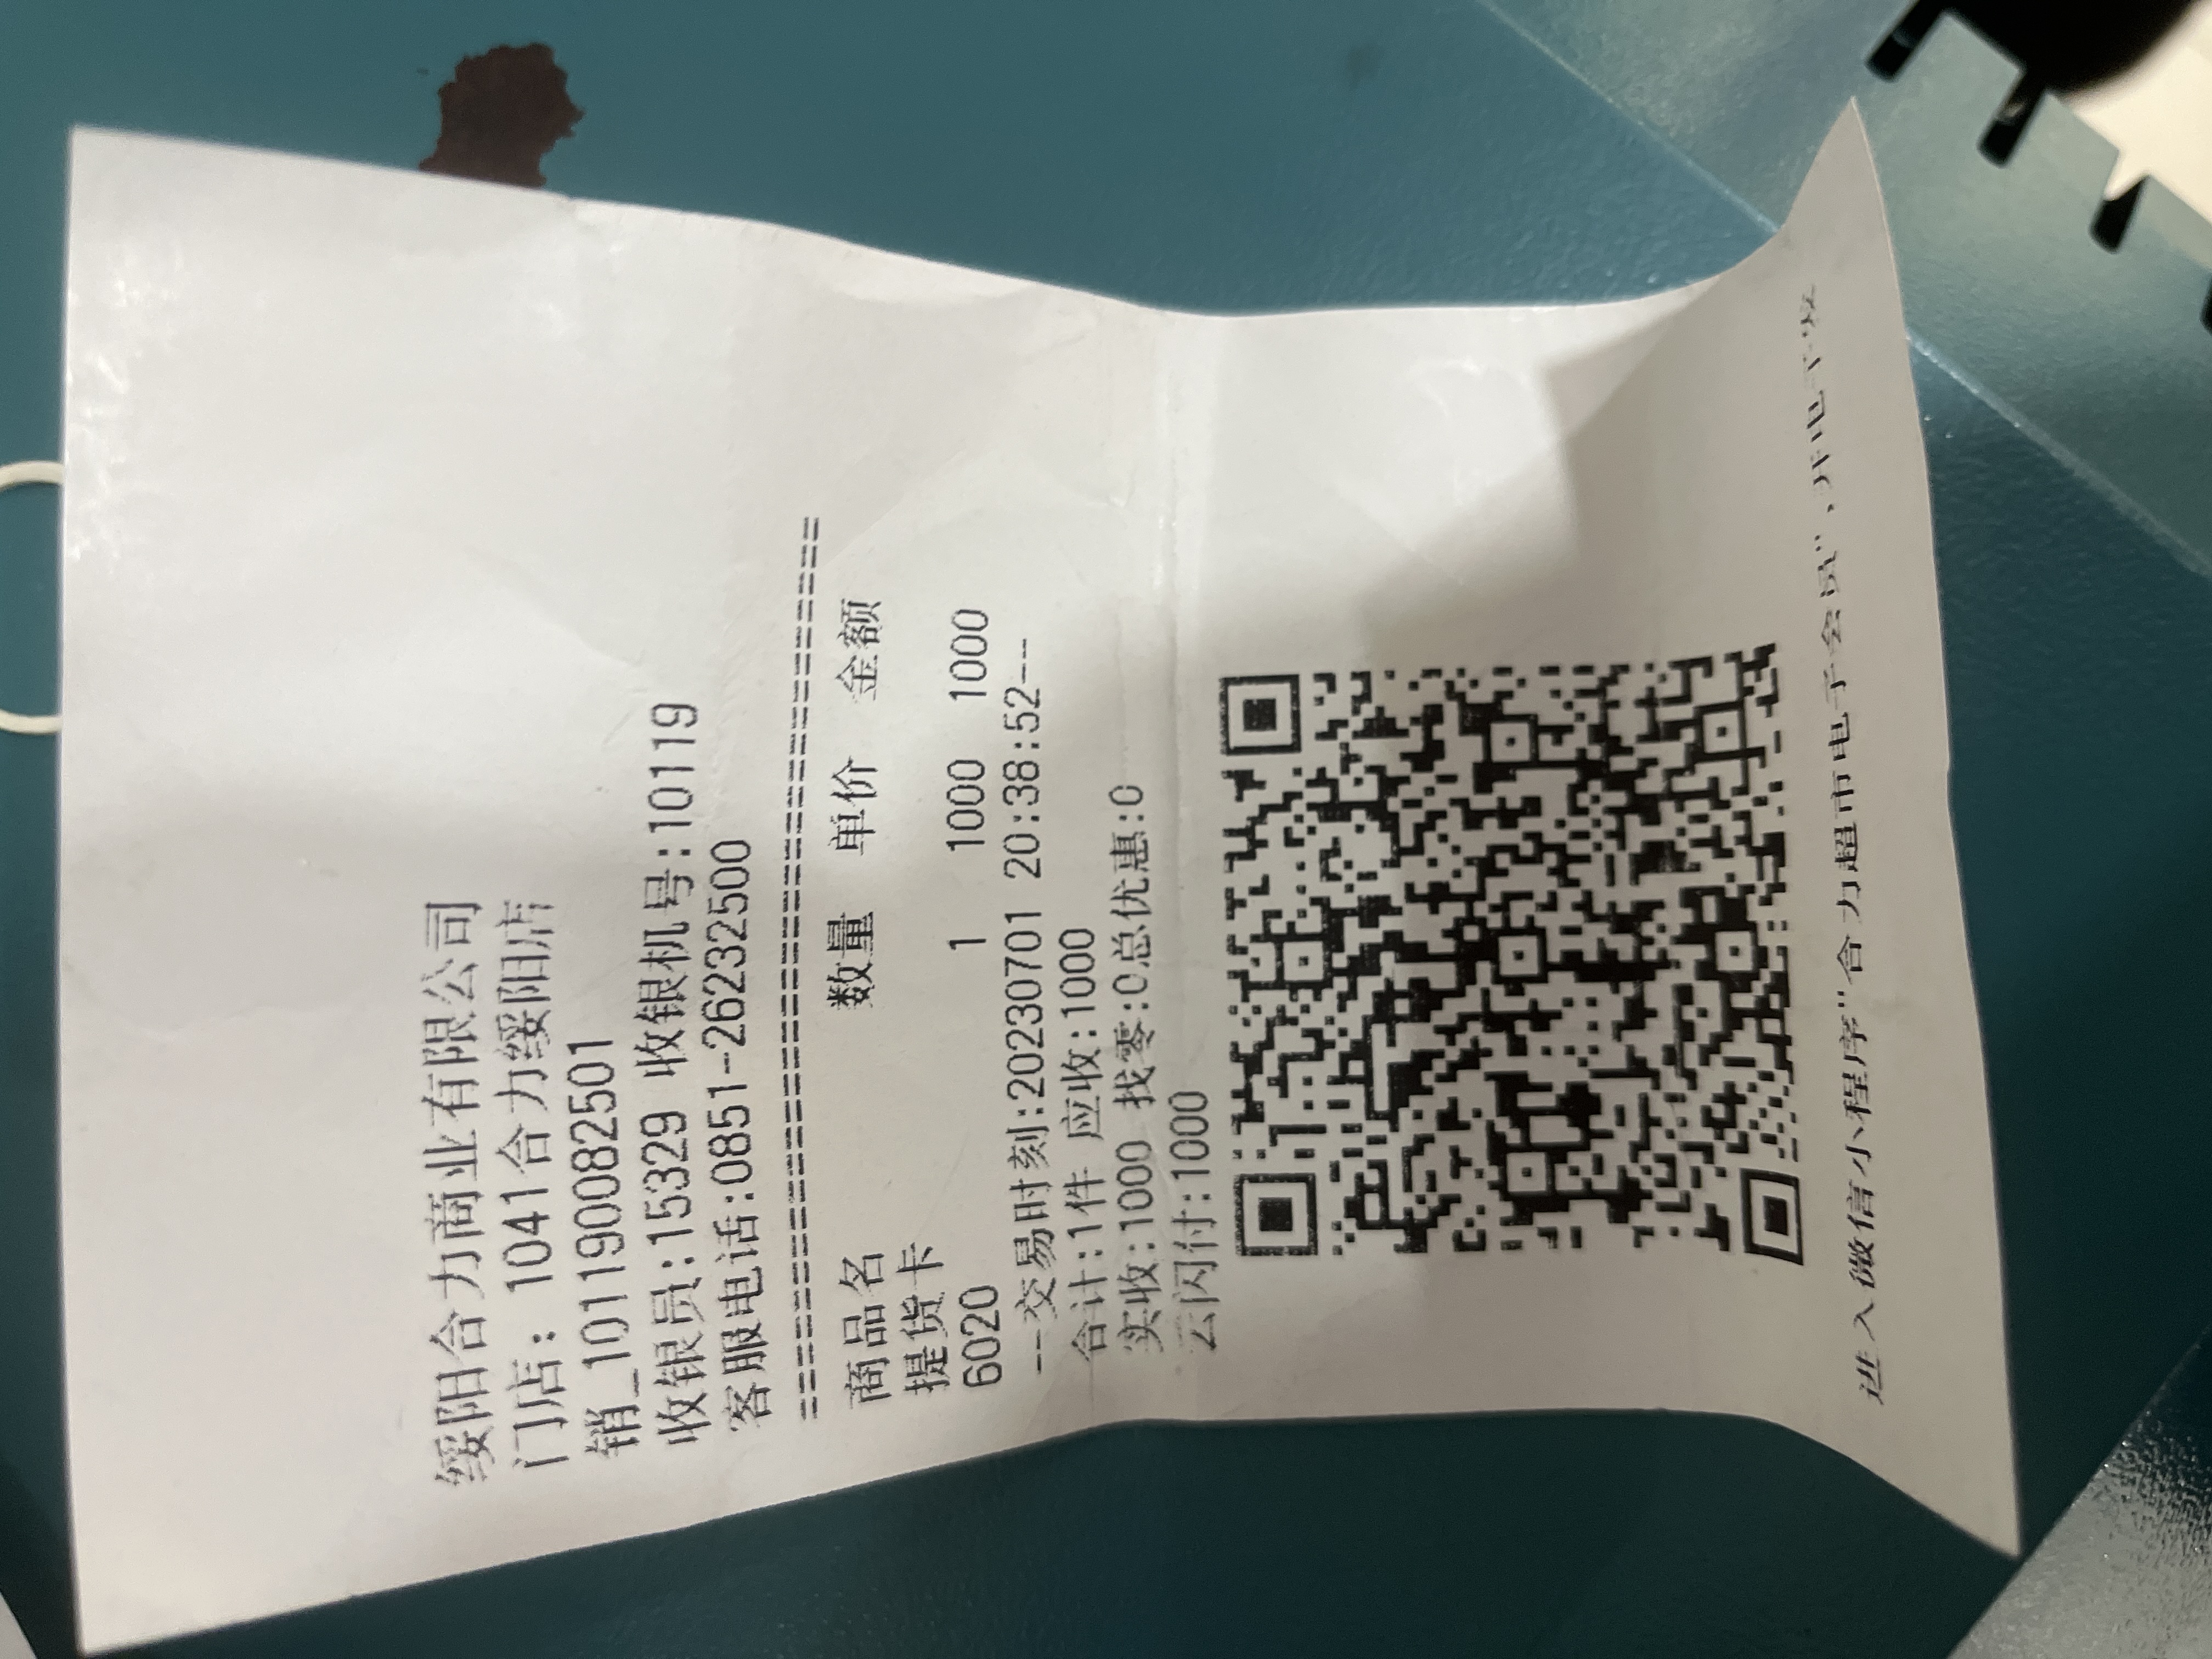 绥阳合力商业有限公司
门店: 1041合力绥阳店
销_101190082501
收银员:15329 收银机号:10119
客服电话:0851-26232500
==========================================
商品名 数量 单价 金额
提货卡
6020 1 1000 1000
--交易时刻:20230701 20:38:52--
合计:1件 应收:1000
实收:1000 找零:0总优惠:0
云闪付:1000
进入微信小程序"合力超市电子会员",开电子发